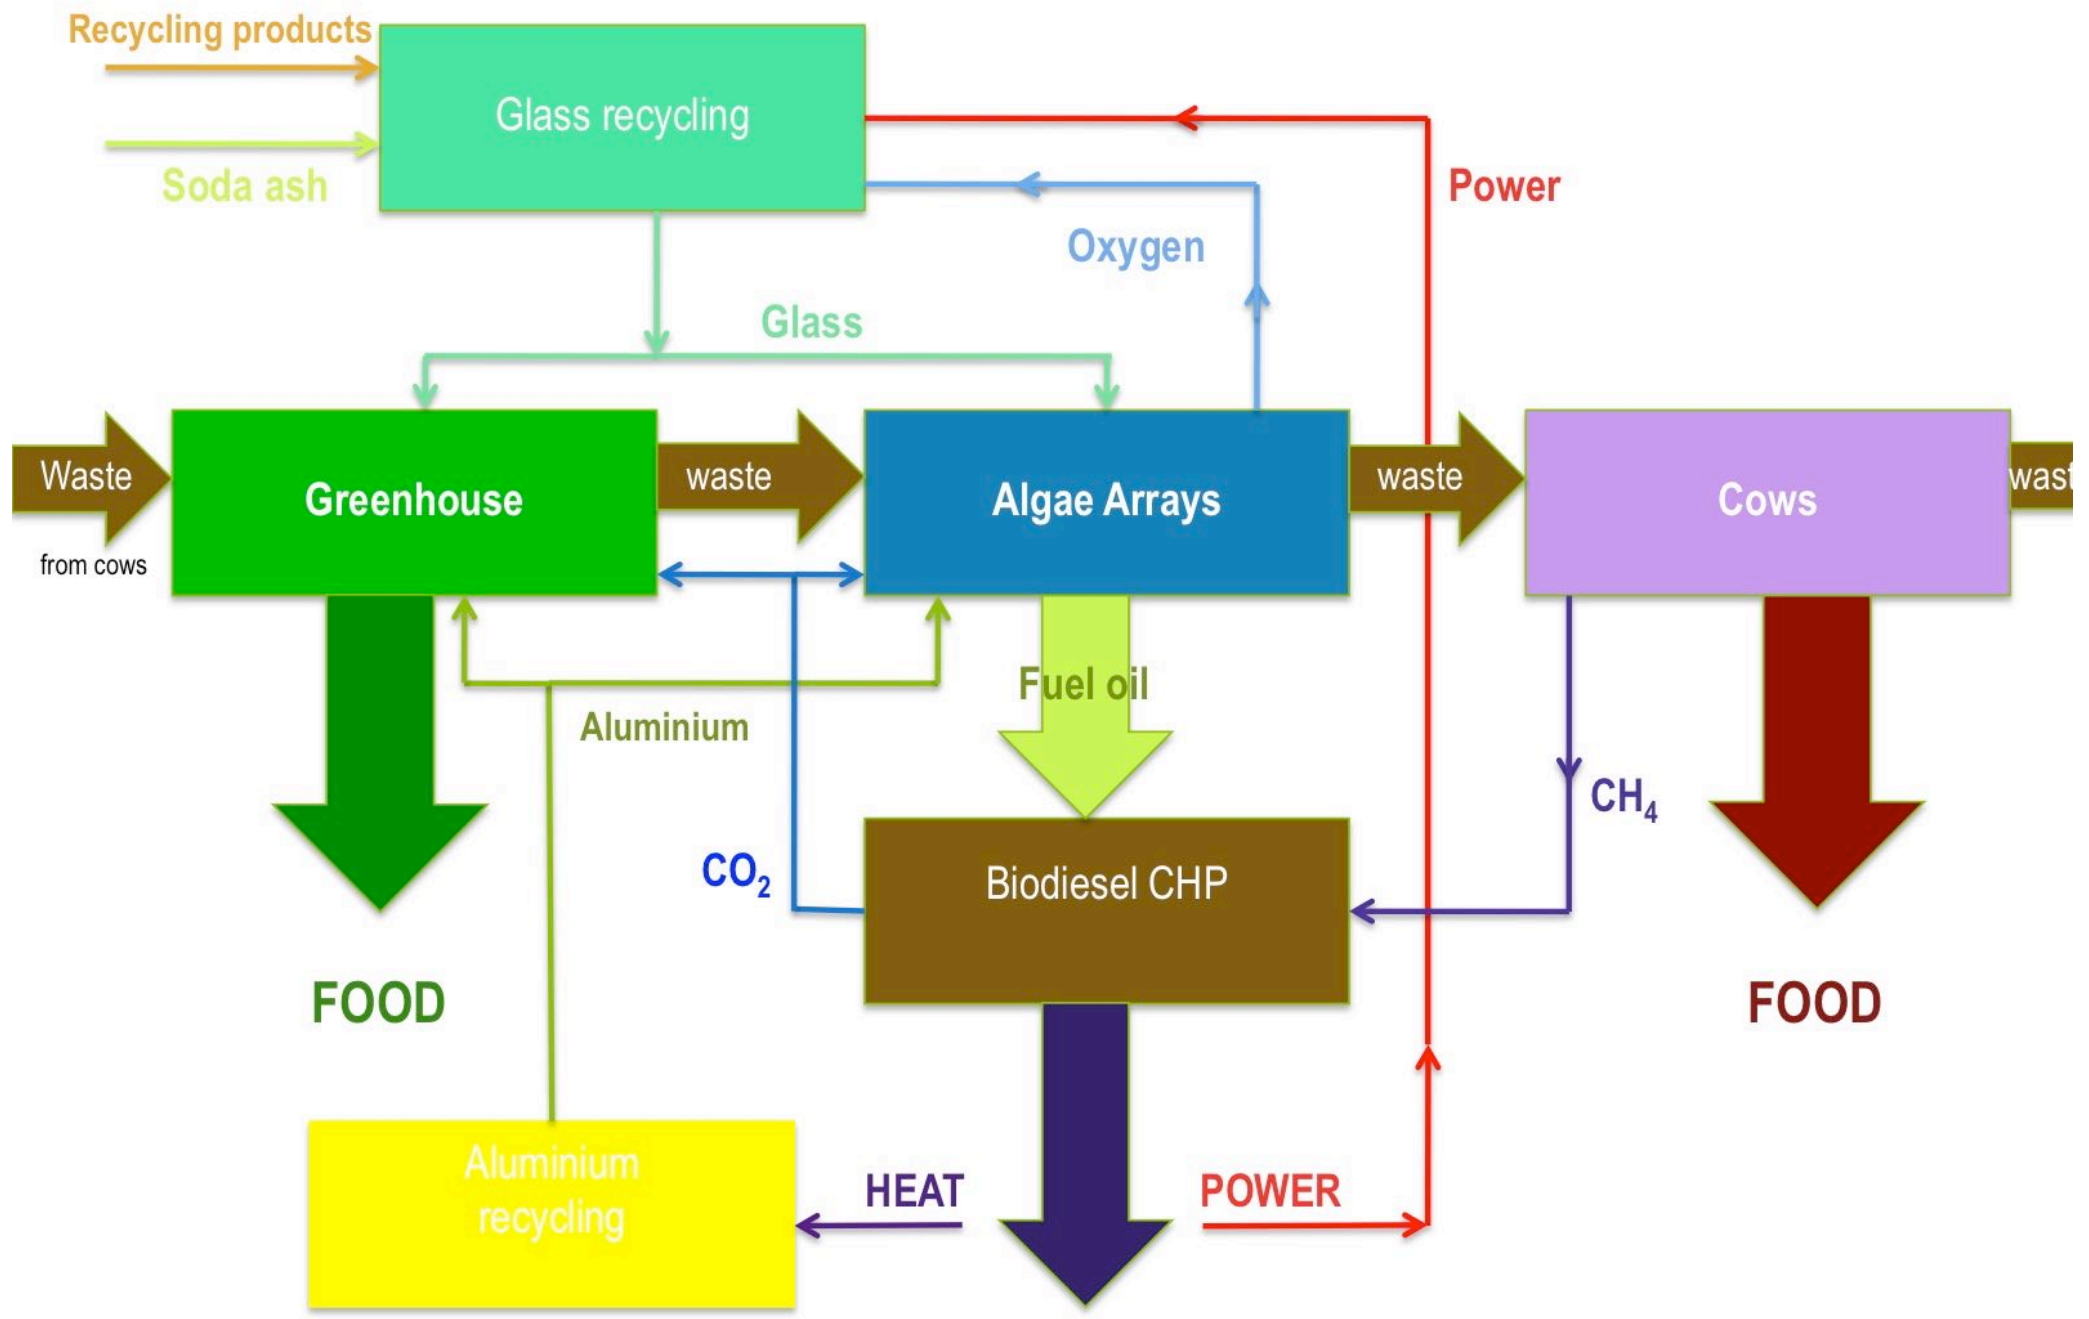 Recycling products
Glass recycling
Soda ash
Power
Oxygen
Glass
Waste
Greenhouse
waste
Algae Arrays
waste
Cows
wast
from cows
Fuel oil
Aluminium
CH₄
CO₂
Biodiesel CHP
FOOD
FOOD
Aluminium
recycling
HEAT
POWER